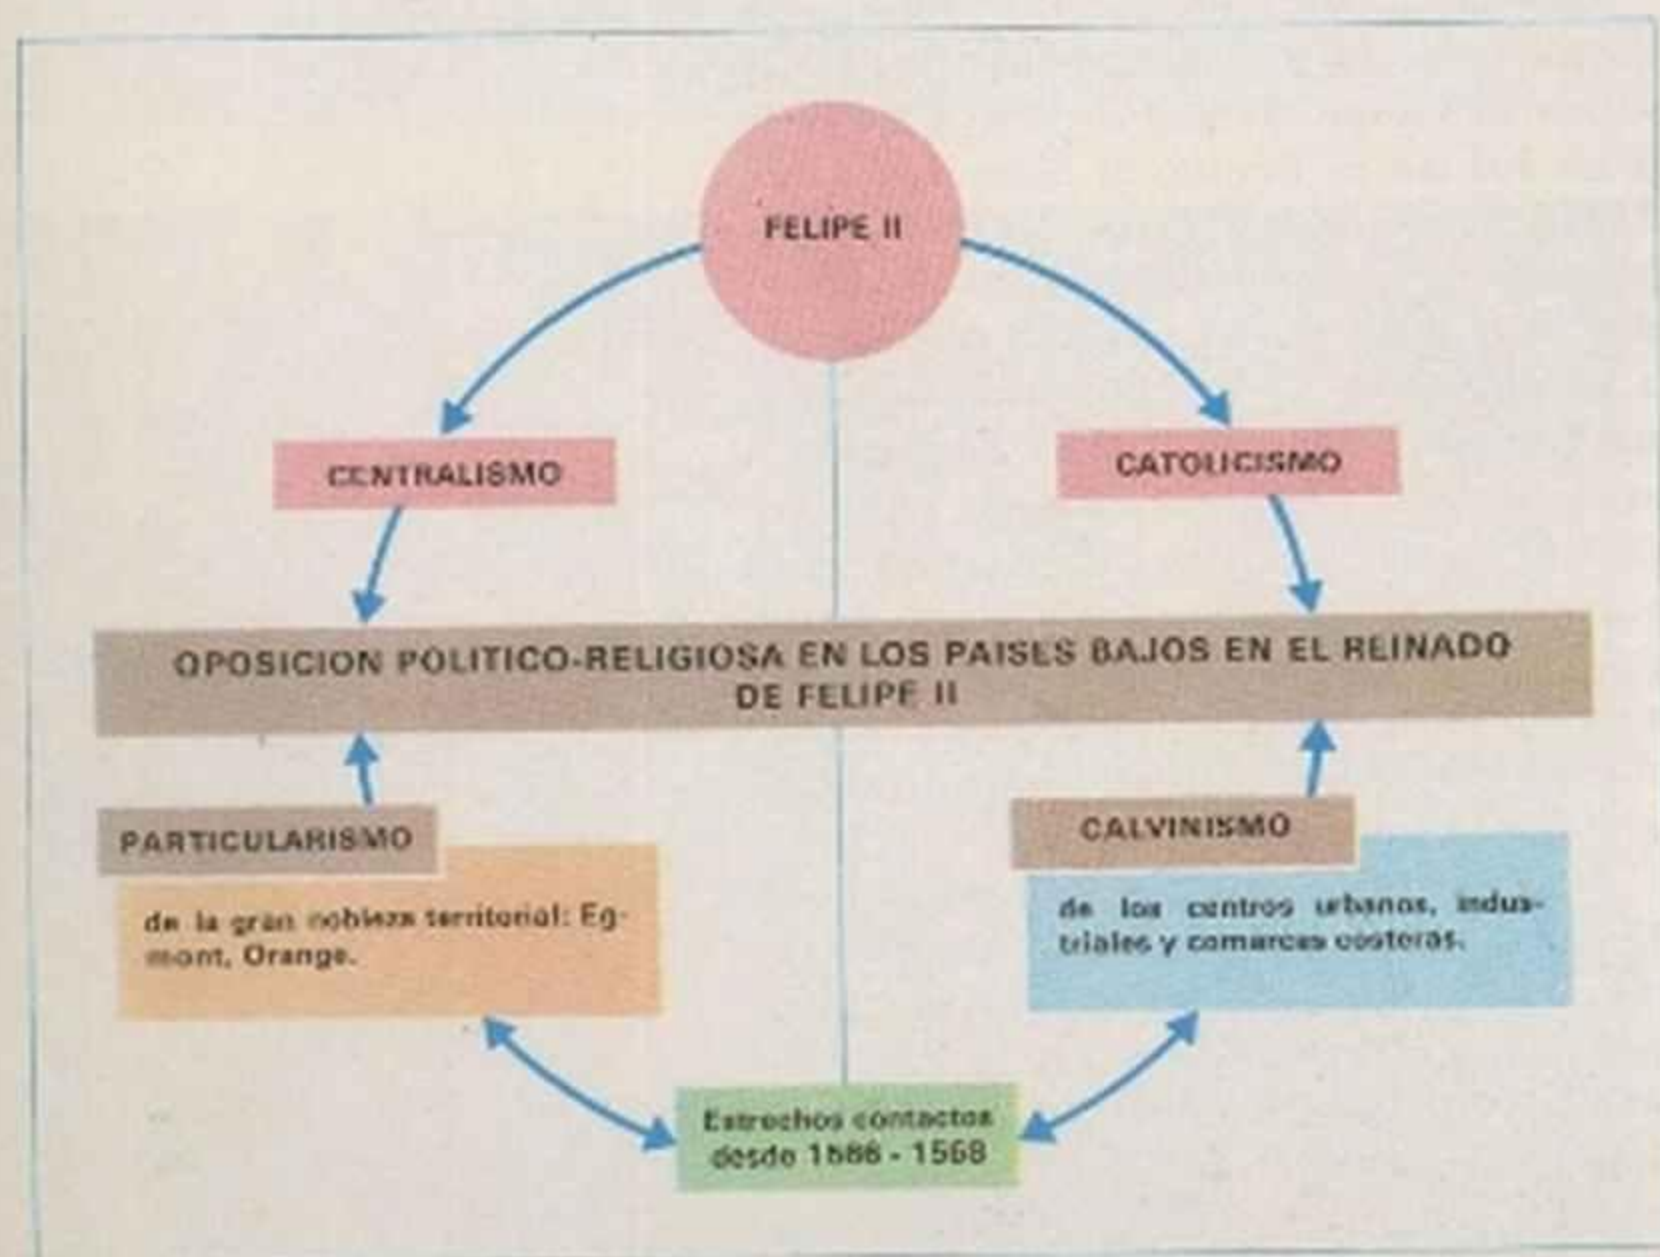 FELIPE II
CENTRALISMO
CATOLICISMO
OPOSICION POLITICO-RELIGIOSA EN LOS PAISES BAJOS EN EL REINADO
DE FELIPE II
PARTICULARISMO
de la gran nobleza territorial: Eg-
mont, Orange.
CALVINISMO
de los centros urbanos, indus-
triales y comarcas costeras.
Estrechos contactos
desde - 1568